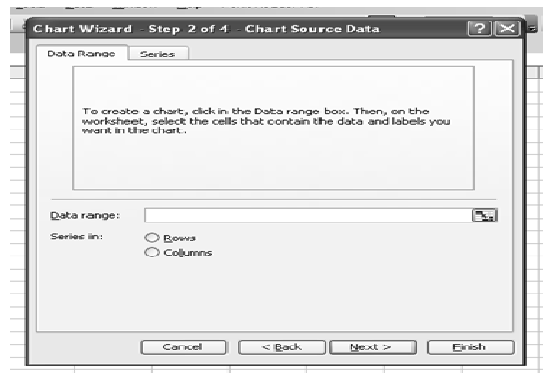 Chart Wizard - Step 2 of 4 - Chart Source Data
Data Range Series
To create a chart, click in the Data range box. Then, on the
worksheet, select the cells that contain the data and labels you
want in the chart.
Data range:
Series in: Rows
Columns
Cancel < Back Next > Finish